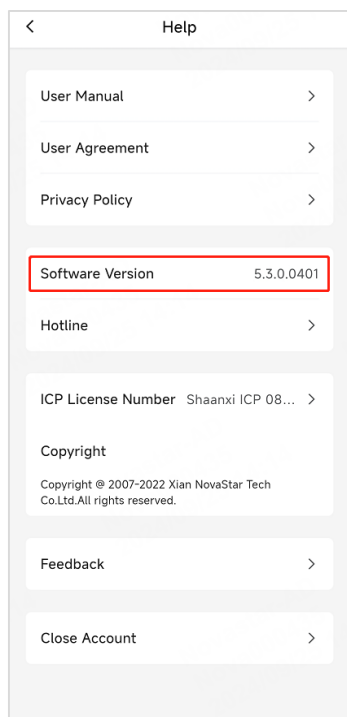 Help
User Manual
User Agreement
Privacy Policy
Software Version 5.3.0.0401
Hotline
ICP License Number Shaanxi ICP 08...
Copyright
Copyright @ 2007-2022 Xian NovaStar Tech
Co.Ltd.All rights reserved.
Feedback
Close Account